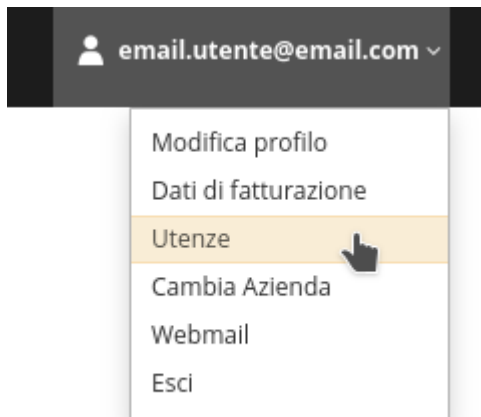 email.utente@email.com
Modifica profilo
Dati di fatturazione
Utenze
Cambia Azienda
Webmail
Esci